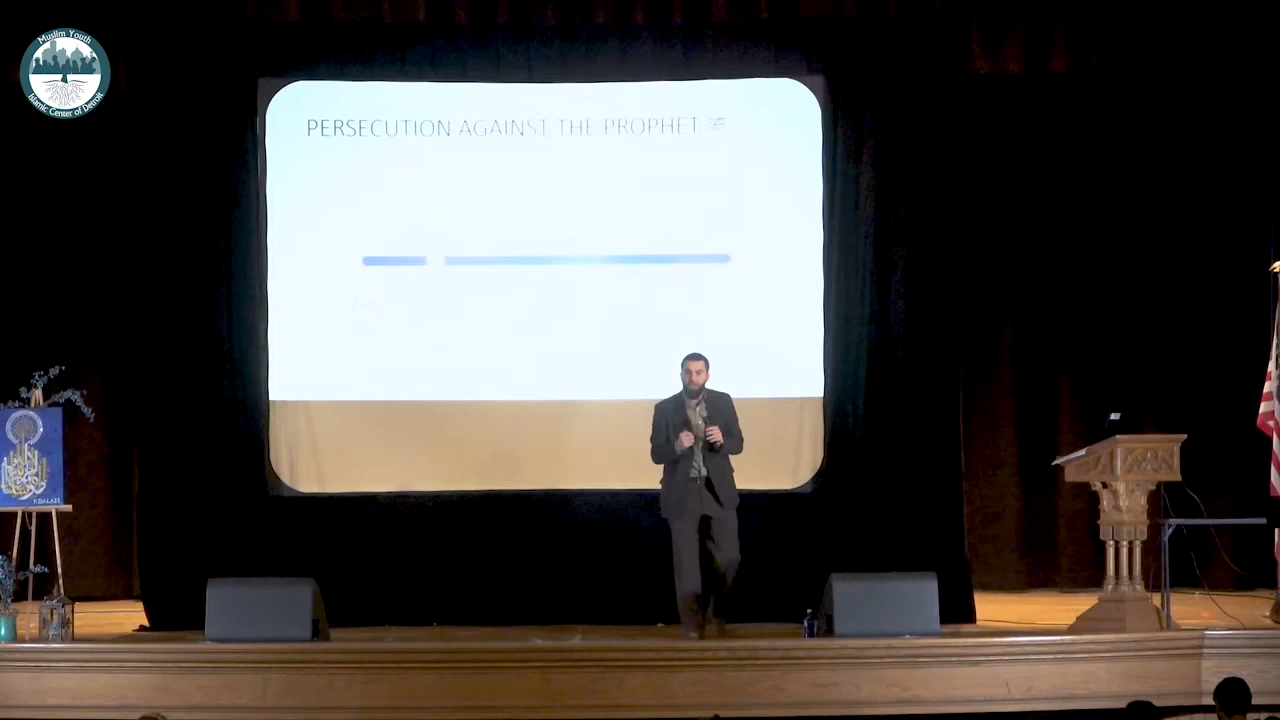 Muslim Youth
Islamic Center of Detroit
PERSECUTION AGAINST THE PROPHET ﷺ